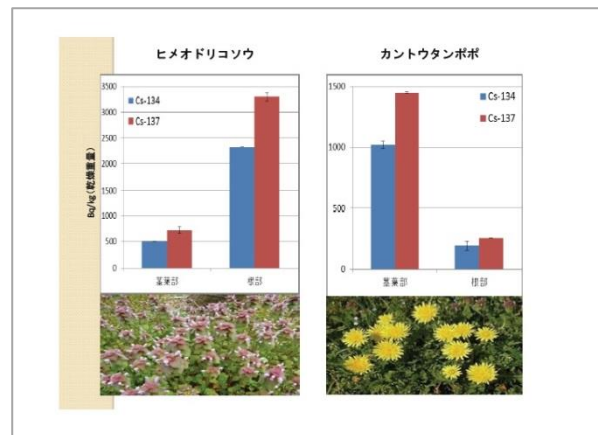 ヒメオドリコソウ
Bq/kg(乾燥重量)
3500
3000
2500
2000
1500
1000
500
0
Cs-134
Cs-137
茎葉部
根部
カントウタンポポ
1500
1000
500
0
Cs-134
Cs-137
茎葉部
根部